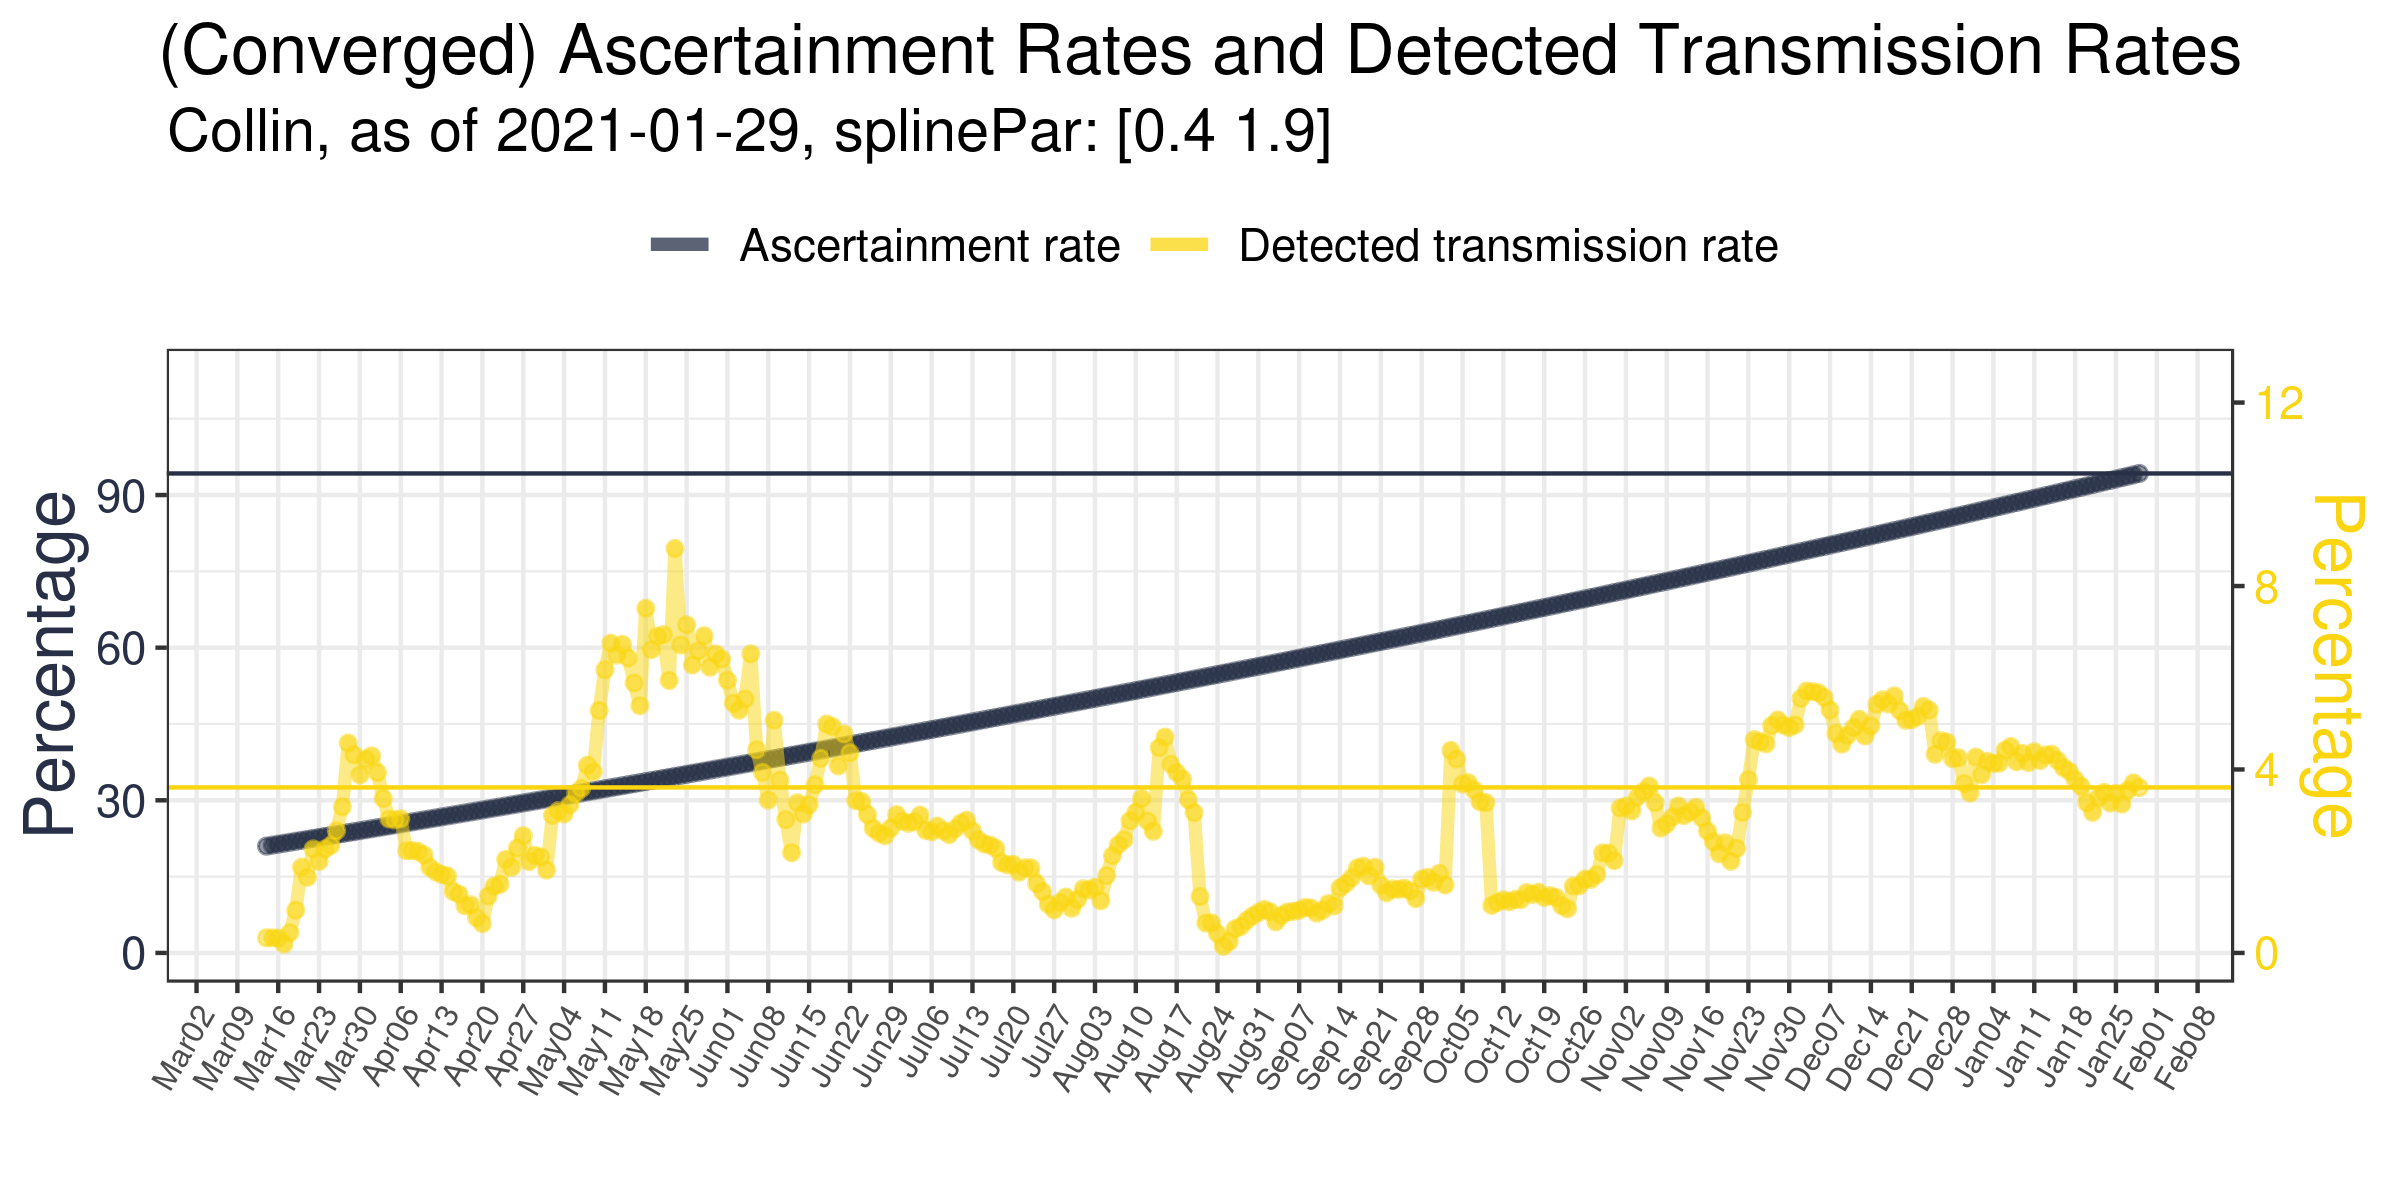 (Converged) Ascertainment Rates and Detected Transmission Rates
Collin, as of 2021-01-29, splinePar: [0.4 1.9]
Ascertainment rate
Detected transmission rate
Percentage
90
60
30
0
12
8
4
0
Percentage
Mar02
Mar09
Mar16
Mar23
Mar30
Apr06
Apr13
Apr20
Apr27
May04
May11
May18
May25
Jun01
Jun08
Jun15
Jun22
Jun29
Jul06
Jul13
Jul20
Jul27
Aug03
Aug10
Aug17
Aug24
Aug31
Sep07
Sep14
Sep21
Sep28
Oct05
Oct12
Oct19
Oct26
Nov02
Nov09
Nov16
Nov23
Nov30
Dec07
Dec14
Dec21
Dec28
Jan04
Jan11
Jan18
Jan25
Feb01
Feb08